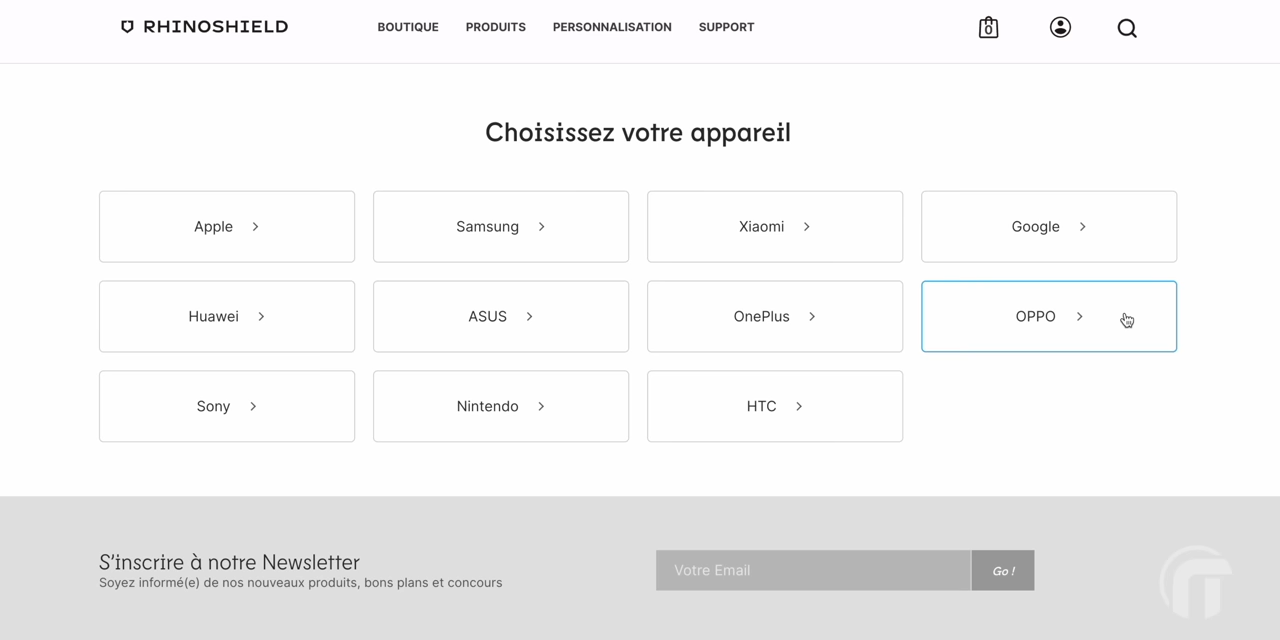 RHINOSHIELD
BOUTIQUE PRODUITS PERSONNALISATION SUPPORT
0
Choisissez votre appareil
Apple Samsung Xiaomi Google
Huawei ASUS OnePlus OPPO
Sony Nintendo HTC
S'inscrire à notre Newsletter
Soyez informé(e) de nos nouveaux produits, bons plans et concours
Votre Email Go !